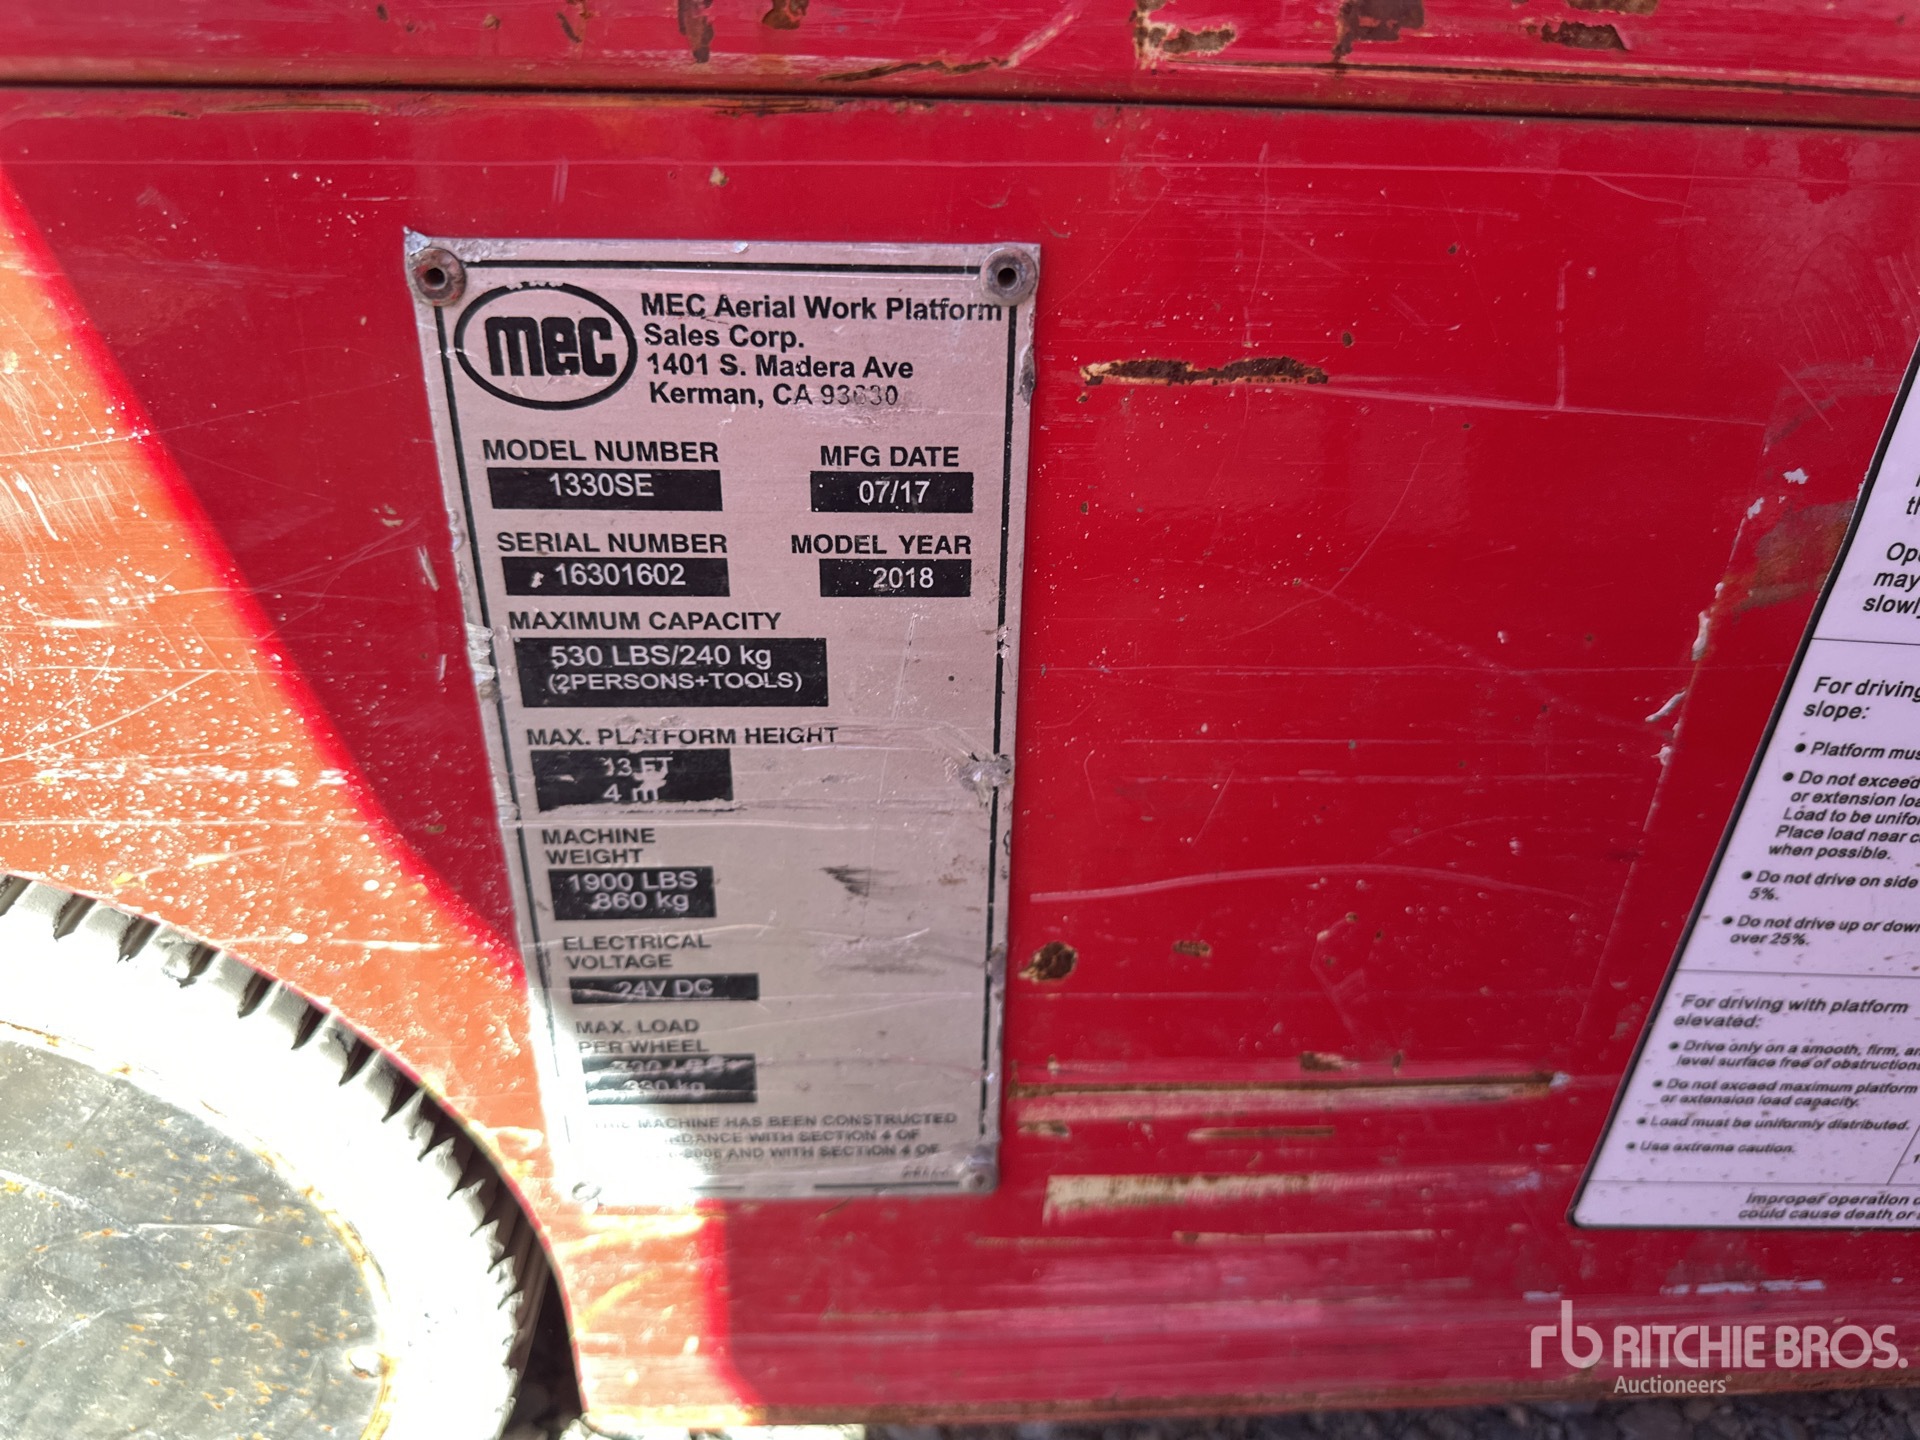 mec
MEC Aerial Work Platform
Sales Corp.
1401 S. Madera Ave
Kerman, CA 93630
MODEL NUMBER
1330SE
MFG DATE
07/17
SERIAL NUMBER
16301602
MODEL YEAR
2018
MAXIMUM CAPACITY
530 LBS/240 kg
(2PERSONS+TOOLS)
MAX. PLATFORM HEIGHT
13 FT
4 m
MACHINE
WEIGHT
1900 LBS
860 kg
ELECTRICAL
VOLTAGE
24V DC
MAX. LOAD
PER WHEEL
330 kg
MACHINE HAS BEEN CONSTRUCTED
WITH SECTION 4 OF
AND WITH SECTION 4 OF
may
For driving
slope:
• Platform
• Do not exceed
or extension
Load to be
Place load near
when possible.
• Do not drive on side
5%.
• Do not drive up or
over 25%.
For driving with platform
elevated:
• Drive only on a smooth, firm,
level surface free of
• Do not exceed maximum platform
or extension load capacity.
• Load must be uniformly distributed.
• Use extreme caution.
Improper operation
could cause death or
rb RITCHIE BROS.
Auctioneers